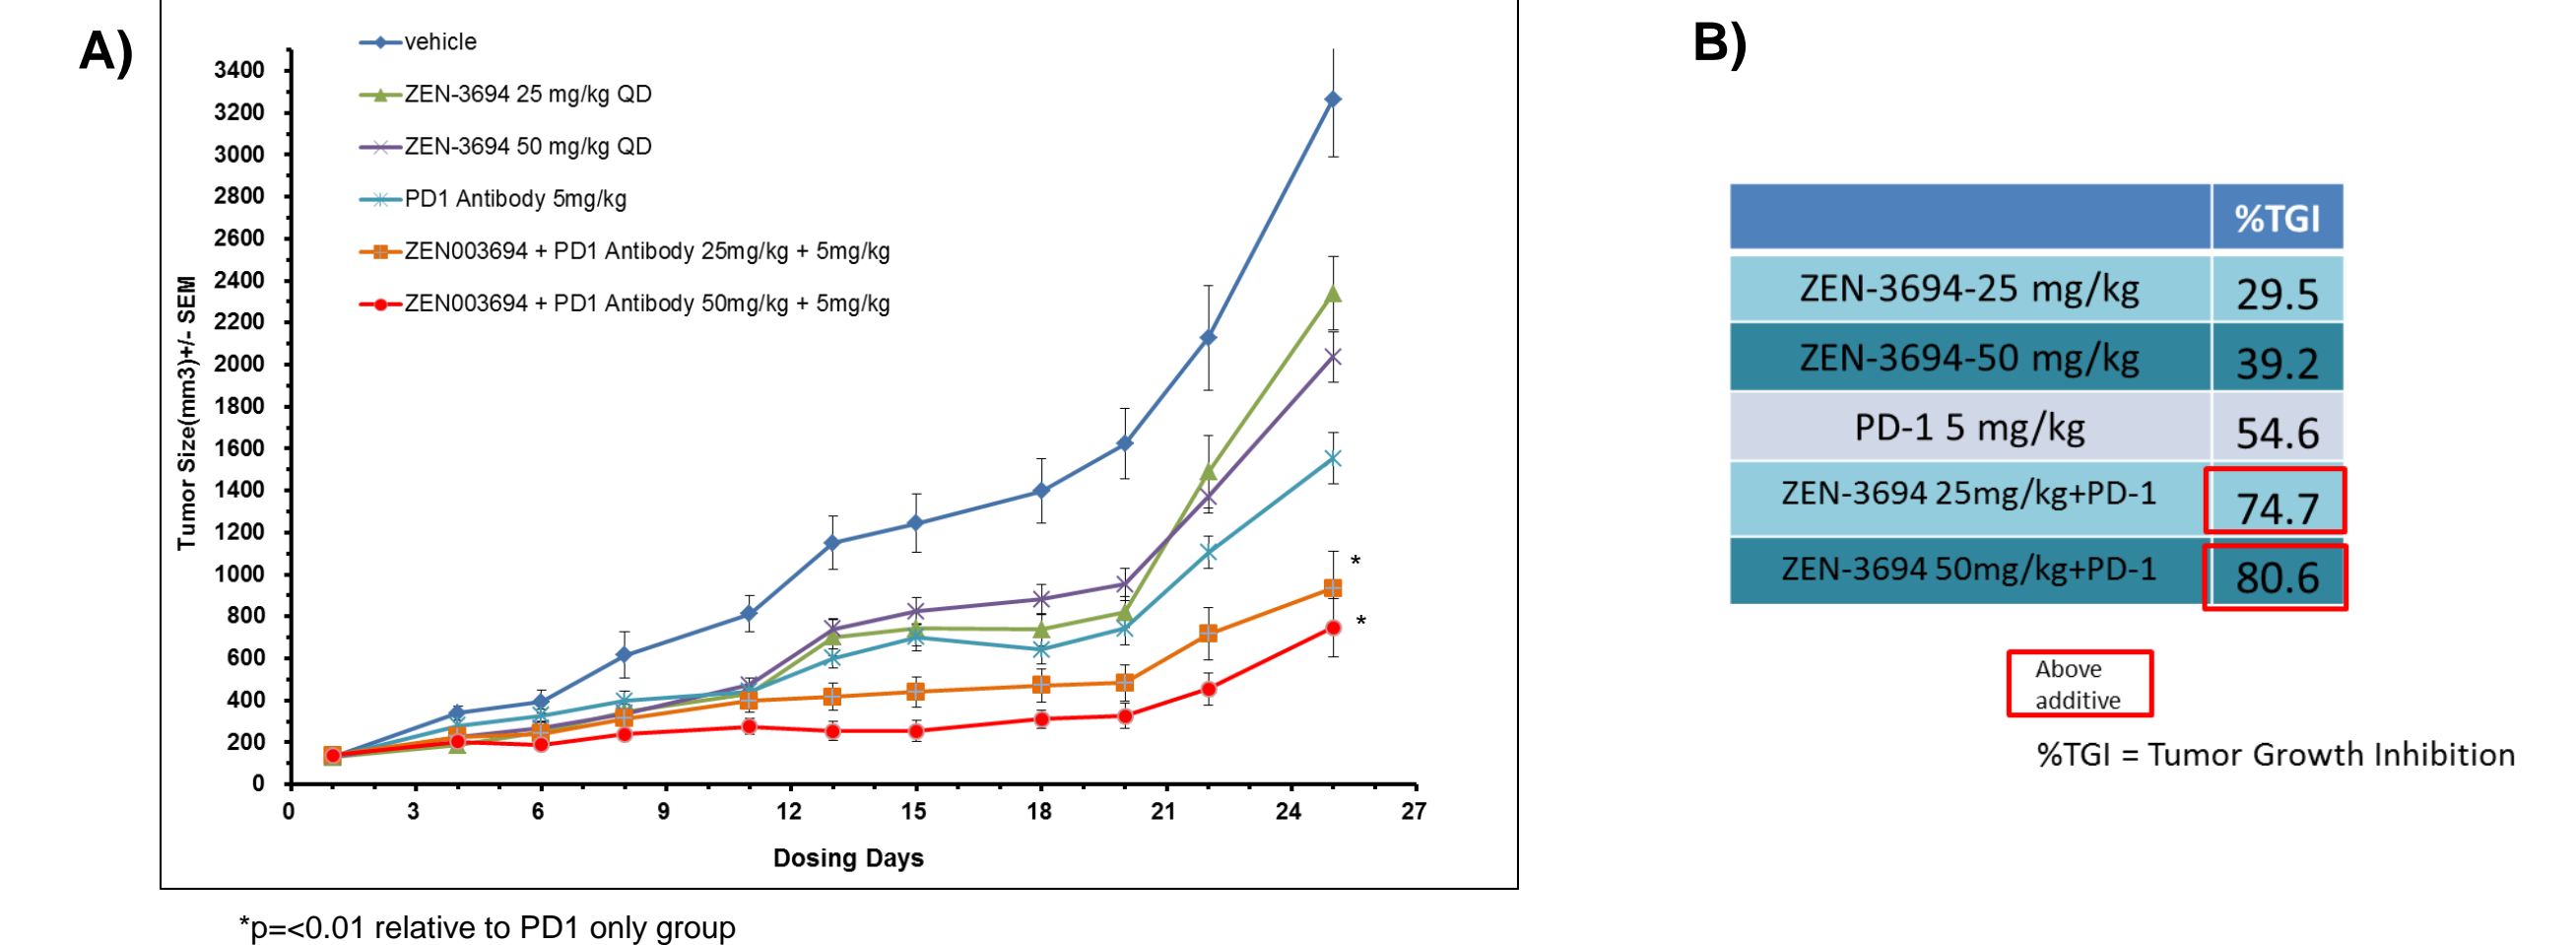 A)
vehicle
ZEN-3694 25 mg/kg QD
ZEN-3694 50 mg/kg QD
PD1 Antibody 5mg/kg
ZEN003694 + PD1 Antibody 25mg/kg + 5mg/kg
ZEN003694 + PD1 Antibody 50mg/kg + 5mg/kg
Tumor Size(mm3)+/- SEM
3400
3200
3000
2800
2600
2400
2200
2000
1800
1600
1400
1200
1000
800
600
400
200
0
*
*
0 3 6 9 12 15 18 21 24 27
Dosing Days
*p=<0.01 relative to PD1 only group
B)
%TGI
ZEN-3694-25 mg/kg 29.5
ZEN-3694-50 mg/kg 39.2
PD-1 5 mg/kg 54.6
ZEN-3694 25mg/kg+PD-1 74.7
ZEN-3694 50mg/kg+PD-1 80.6
Above
additive
%TGI = Tumor Growth Inhibition